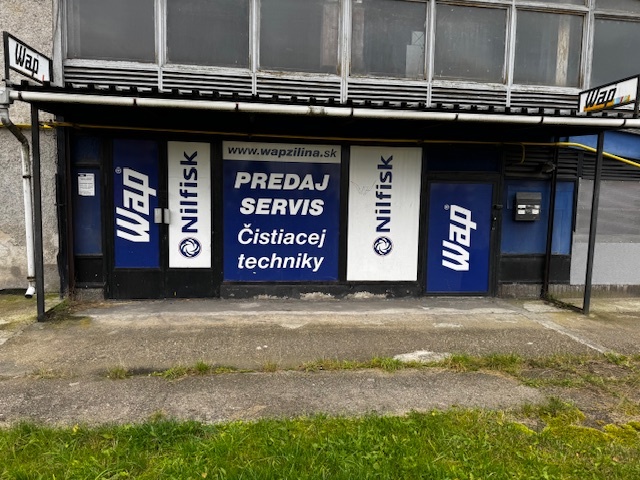 Wap
Wap
www.wapzilina.sk
PREDAJ
SERVIS
Čistiacej
techniky
Wap®
Nilfisk
Nilfisk
Wap®